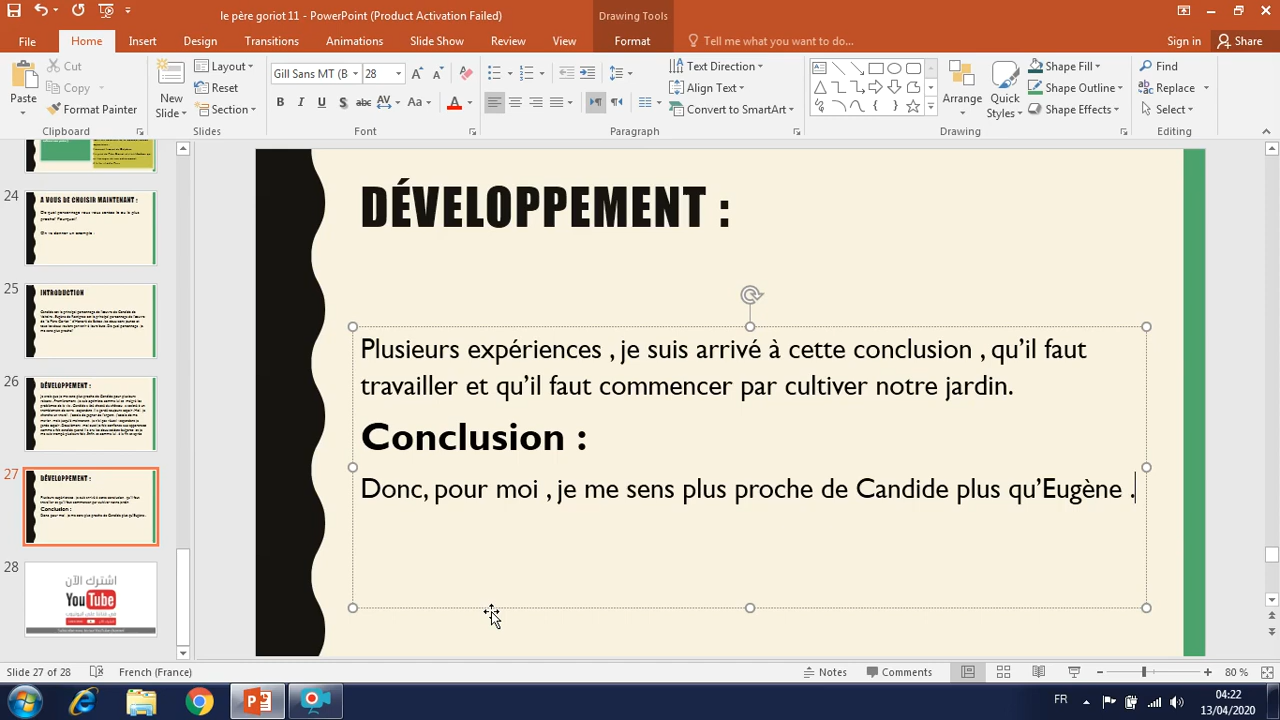 le père goriot 11 - PowerPoint (Product Activation Failed)
Drawing Tools
File Home Insert Design Transitions Animations Slide Show Review View Format Tell me what you want to do... Sign in Share
Cut
Copy
Format Painter
Paste
Clipboard
New Slide
Layout
Reset
Section
Slides
Gill Sans MT (B 28
B I U S abc AV Aa A
Font
Paragraph
Text Direction
Align Text
Convert to SmartArt
Arrange
Quick Styles
Shape Fill
Shape Outline
Shape Effects
Drawing
Find
Replace
Select
Editing
24
A VOUS DE CHOISIR MAINTENANT :
25
INTRODUCTION
26
DÉVELOPPEMENT :
27
DÉVELOPPEMENT :
Conclusion :
28
اشترك الآن
YouTube
DÉVELOPPEMENT :
Plusieurs expériences , je suis arrivé à cette conclusion , qu’il faut
travailler et qu’il faut commencer par cultiver notre jardin.
Conclusion :
Donc, pour moi , je me sens plus proche de Candide plus qu’Eugène .
Slide 27 of 28 French (France) Notes Comments 80 %
FR 04:22
13/04/2020